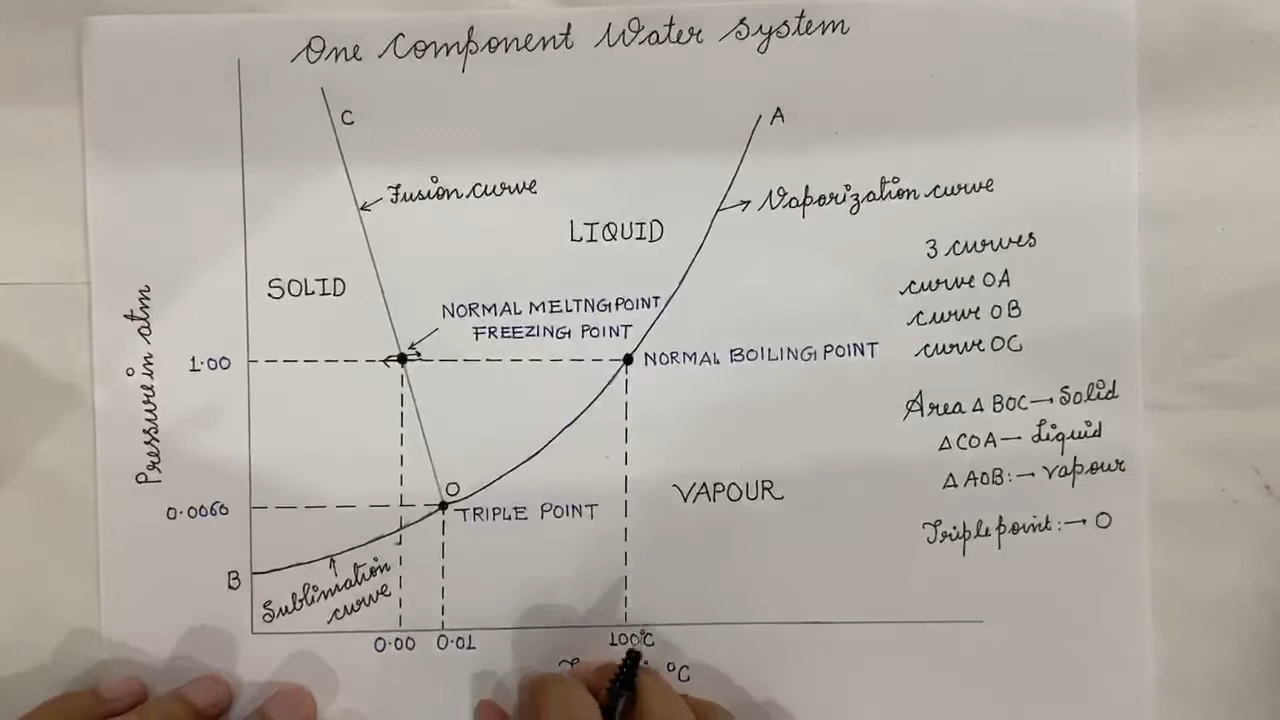 One Component Water System
C
A
Fusion curve
Vaporization curve
LIQUID
3 curves
SOLID
curve OA
NORMAL MELTNG POINT
curve OB
FREEZING POINT
curve OC
Pressure in atm
1.00
NORMAL BOILING POINT
Area Δ BOC → Solid
Δ COA — Liquid
Δ AOB: → vapour
O
VAPOUR
0.0060
TRIPLE POINT
Triple point: → O
B
Sublimation
curve
0.00
0.01
100°C
°C